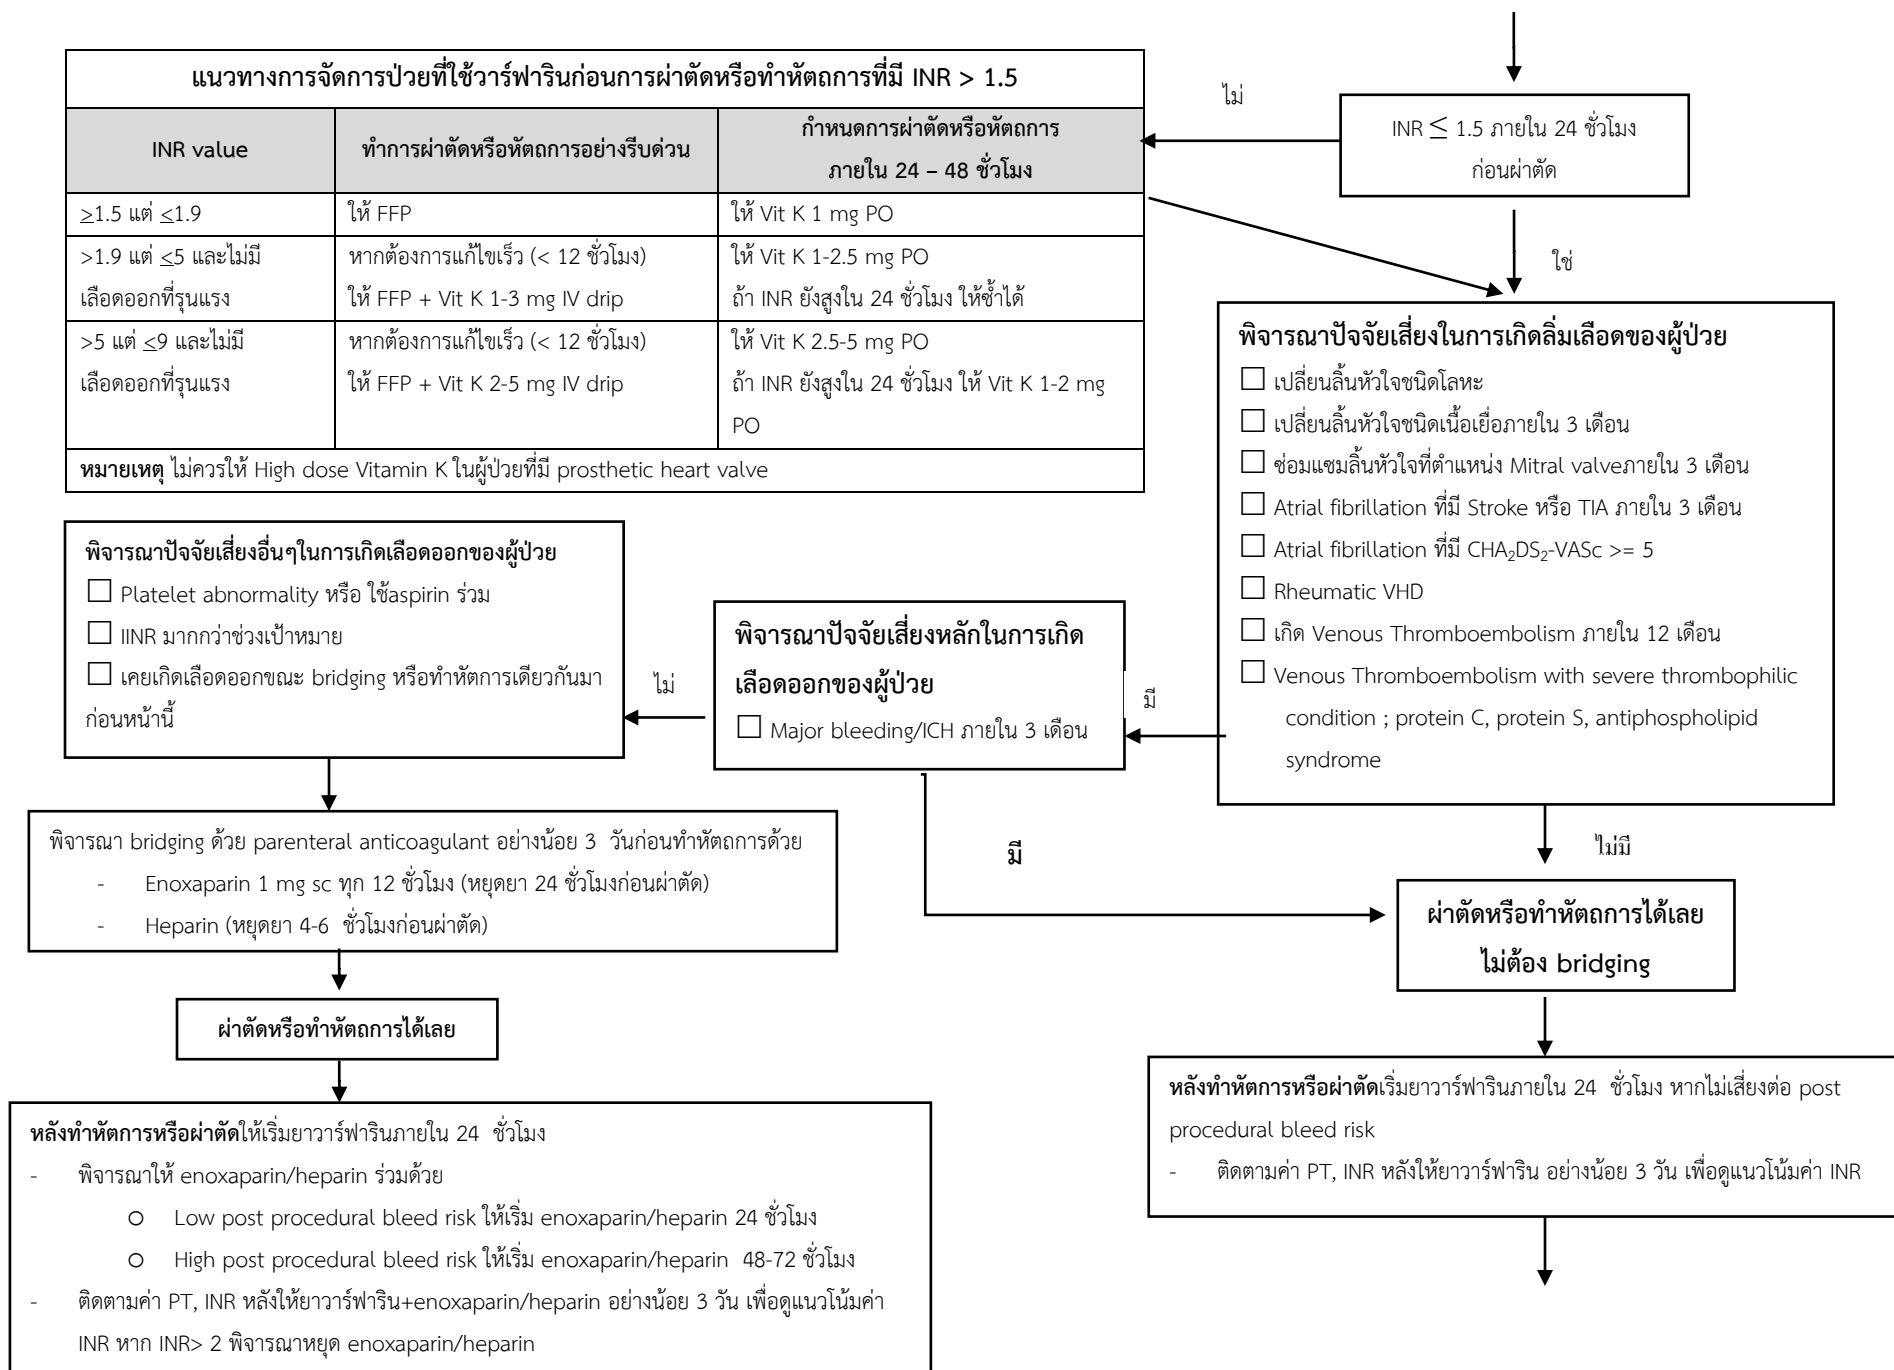 แนวทางการจัดการป่วยที่ใช้วาร์ฟารินก่อนการผ่าตัดหรือทำหัตถการที่มี INR > 1.5
INR value
ทำการผ่าตัดหรือหัตถการอย่างรีบด่วน
กำหนดการผ่าตัดหรือหัตถการ
ภายใน 24 – 48 ชั่วโมง
≥1.5 แต่ ≤1.9
ให้ FFP
ให้ Vit K 1 mg PO
>1.9 แต่ ≤5 และไม่มี
เลือดออกที่รุนแรง
หากต้องการแก้ไขเร็ว (< 12 ชั่วโมง)
ให้ FFP + Vit K 1-3 mg IV drip
ให้ Vit K 1-2.5 mg PO
ถ้า INR ยังสูงใน 24 ชั่วโมง ให้ซ้ำได้
>5 แต่ ≤9 และไม่มี
เลือดออกที่รุนแรง
หากต้องการแก้ไขเร็ว (< 12 ชั่วโมง)
ให้ FFP + Vit K 2-5 mg IV drip
ให้ Vit K 2.5-5 mg PO
ถ้า INR ยังสูงใน 24 ชั่วโมง ให้ Vit K 1-2 mg
PO
หมายเหตุ ไม่ควรให้ High dose Vitamin K ในผู้ป่วยที่มี prosthetic heart valve
ไม่
INR ≤ 1.5 ภายใน 24 ชั่วโมง
ก่อนผ่าตัด
ใช่
พิจารณาปัจจัยเสี่ยงในการเกิดลิ่มเลือดของผู้ป่วย
☐ เปลี่ยนลิ้นหัวใจชนิดโลหะ
☐ เปลี่ยนลิ้นหัวใจชนิดเนื้อเยื่อภายใน 3 เดือน
☐ ซ่อมแซมลิ้นหัวใจที่ตำแหน่ง Mitral valveภายใน 3 เดือน
☐ Atrial fibrillation ที่มี Stroke หรือ TIA ภายใน 3 เดือน
☐ Atrial fibrillation ที่มี CHA₂DS₂-VASc >= 5
☐ Rheumatic VHD
☐ เกิด Venous Thromboembolism ภายใน 12 เดือน
☐ Venous Thromboembolism with severe thrombophilic
condition ; protein C, protein S, antiphospholipid
syndrome
มี
พิจารณาปัจจัยเสี่ยงหลักในการเกิด
เลือดออกของผู้ป่วย
☐ Major bleeding/ICH ภายใน 3 เดือน
ไม่
พิจารณาปัจจัยเสี่ยงอื่นๆในการเกิดเลือดออกของผู้ป่วย
☐ Platelet abnormality หรือ ใช้aspirin ร่วม
☐ IINR มากกว่าช่วงเป้าหมาย
☐ เคยเกิดเลือดออกขณะ bridging หรือทำหัตการเดียวกันมา
ก่อนหน้านี้
พิจารณา bridging ด้วย parenteral anticoagulant อย่างน้อย 3 วันก่อนทำหัตถการด้วย
- Enoxaparin 1 mg sc ทุก 12 ชั่วโมง (หยุดยา 24 ชั่วโมงก่อนผ่าตัด)
- Heparin (หยุดยา 4-6 ชั่วโมงก่อนผ่าตัด)
ผ่าตัดหรือทำหัตถการได้เลย
หลังทำหัตการหรือผ่าตัดให้เริ่มยาวาร์ฟารินภายใน 24 ชั่วโมง
- พิจารณาให้ enoxaparin/heparin ร่วมด้วย
o Low post procedural bleed risk ให้เริ่ม enoxaparin/heparin 24 ชั่วโมง
o High post procedural bleed risk ให้เริ่ม enoxaparin/heparin 48-72 ชั่วโมง
- ติดตามค่า PT, INR หลังให้ยาวาร์ฟาริน+enoxaparin/heparin อย่างน้อย 3 วัน เพื่อดูแนวโน้มค่า
INR หาก INR> 2 พิจารณาหยุด enoxaparin/heparin
มี
ไม่มี
ผ่าตัดหรือทำหัตถการได้เลย
ไม่ต้อง bridging
หลังทำหัตการหรือผ่าตัดเริ่มยาวาร์ฟารินภายใน 24 ชั่วโมง หากไม่เสี่ยงต่อ post
procedural bleed risk
- ติดตามค่า PT, INR หลังให้ยาวาร์ฟาริน อย่างน้อย 3 วัน เพื่อดูแนวโน้มค่า INR